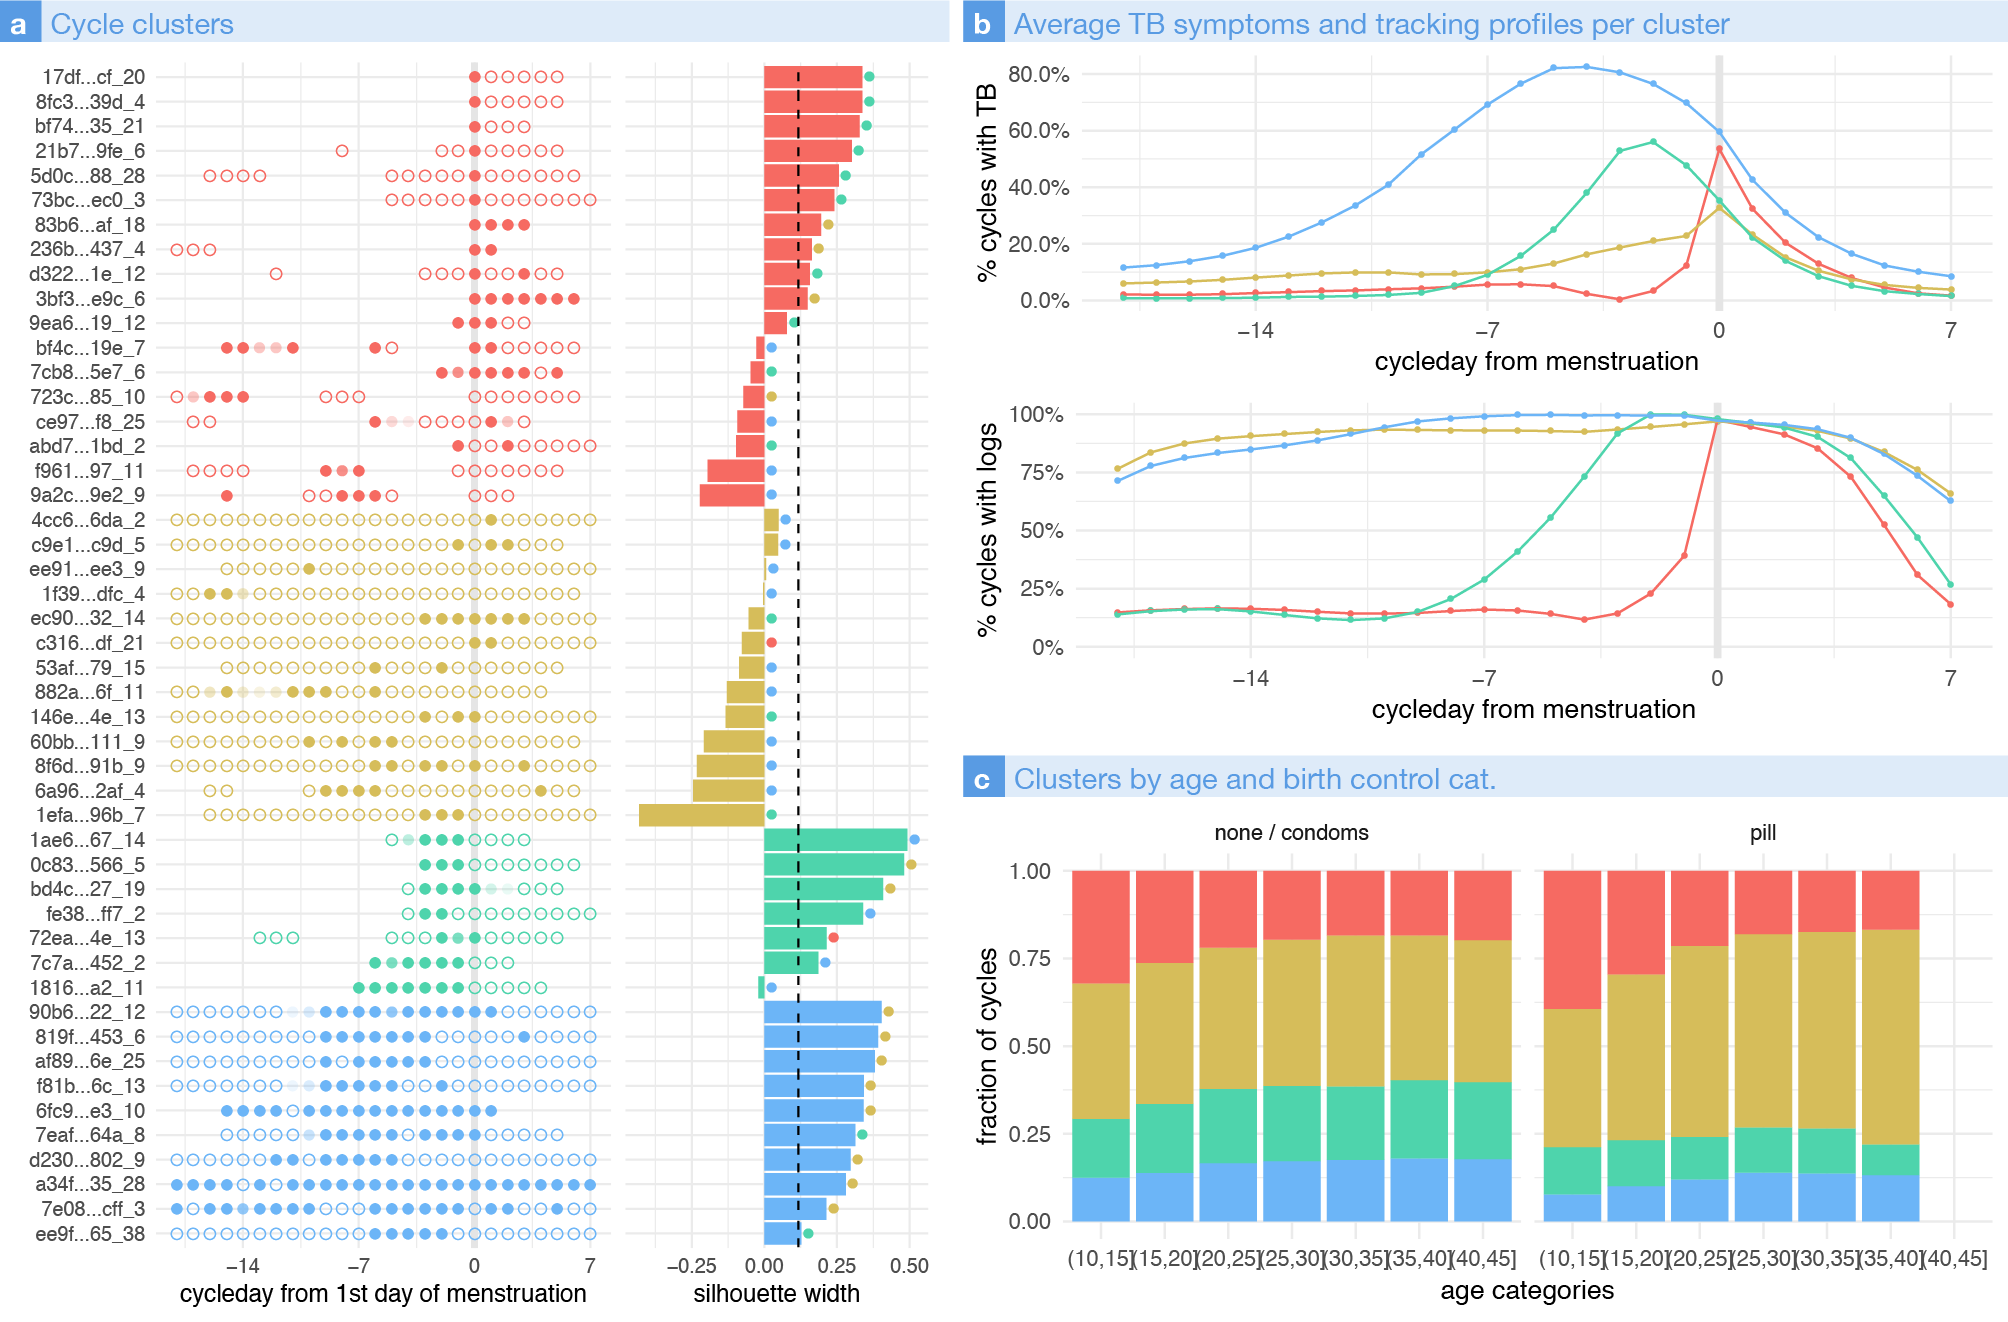 a Cycle clusters
17df...cf_20
8fc3...39d_4
bf74...35_21
21b7...9fe_6
5d0c...88_28
73bc...ec0_3
83b6...af_18
236b...437_4
d322...1e_12
3bf3...e9c_6
9ea6...19_12
bf4c...19e_7
7cb8...5e7_6
723c...85_10
ce97...f8_25
abd7...1bd_2
f961...97_11
9a2c...9e2_9
4cc6...6da_2
c9e1...c9d_5
ee91...ee3_9
1f39...dfc_4
ec90...32_14
c316...df_21
53af...79_15
882a...6f_11
146e...4e_13
60bb...111_9
8f6d...91b_9
6a96...2af_4
1efa...96b_7
1ae6...67_14
0c83...566_5
bd4c...27_19
fe38...ff7_2
72ea...4e_13
7c7a...452_2
1816...a2_11
90b6...22_12
819f...453_6
af89...6e_25
f81b...6c_13
6fc9...e3_10
7eaf...64a_8
d230...802_9
a34f...35_28
7e08...cff_3
ee9f...65_38
−14 −7 0 7
cycleday from 1st day of menstruation
−0.25 0.00 0.25 0.50
silhouette width
b Average TB symptoms and tracking profiles per cluster
% cycles with TB
80.0%
60.0%
40.0%
20.0%
0.0%
−14 −7 0 7
cycleday from menstruation
% cycles with logs
100%
75%
50%
25%
0%
−14 −7 0 7
cycleday from menstruation
c Clusters by age and birth control cat.
none / condoms pill
fraction of cycles
1.00
0.75
0.50
0.25
0.00
(10,15] (15,20] (20,25] (25,30] (30,35] (35,40] (40,45] (10,15] (15,20] (20,25] (25,30] (30,35] (35,40] (40,45]
age categories